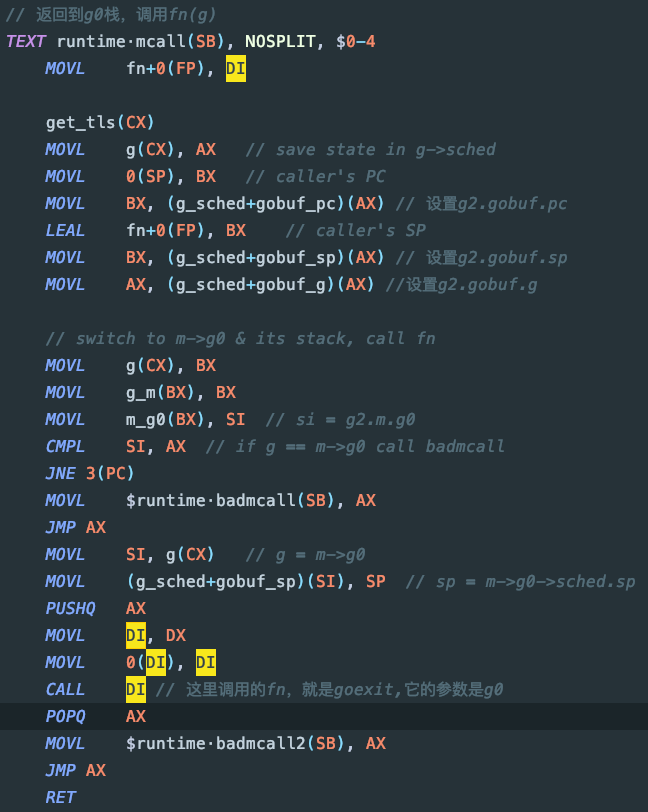 // 返回到g0栈，调用fn(g)
TEXT runtime·mcall(SB), NOSPLIT, $0-4
MOVL fn+0(FP), DI
get_tls(CX)
MOVL g(CX), AX // save state in g->sched
MOVL 0(SP), BX // caller's PC
MOVL BX, (g_sched+gobuf_pc)(AX) // 设置g2.gobuf.pc
LEAL fn+0(FP), BX // caller's SP
MOVL BX, (g_sched+gobuf_sp)(AX) // 设置g2.gobuf.sp
MOVL AX, (g_sched+gobuf_g)(AX) //设置g2.gobuf.g
// switch to m->g0 & its stack, call fn
MOVL g(CX), BX
MOVL g_m(BX), BX
MOVL m_g0(BX), SI // si = g2.m.g0
CMPL SI, AX // if g == m->g0 call badmcall
JNE 3(PC)
MOVL $runtime·badmcall(SB), AX
JMP AX
MOVL SI, g(CX) // g = m->g0
MOVL (g_sched+gobuf_sp)(SI), SP // sp = m->g0->sched.sp
PUSHQ AX
MOVL DI, DX
MOVL 0(DI), DI
CALL DI // 这里调用的fn，就是goexit,它的参数是g0
POPQ AX
MOVL $runtime·badmcall2(SB), AX
JMP AX
RET